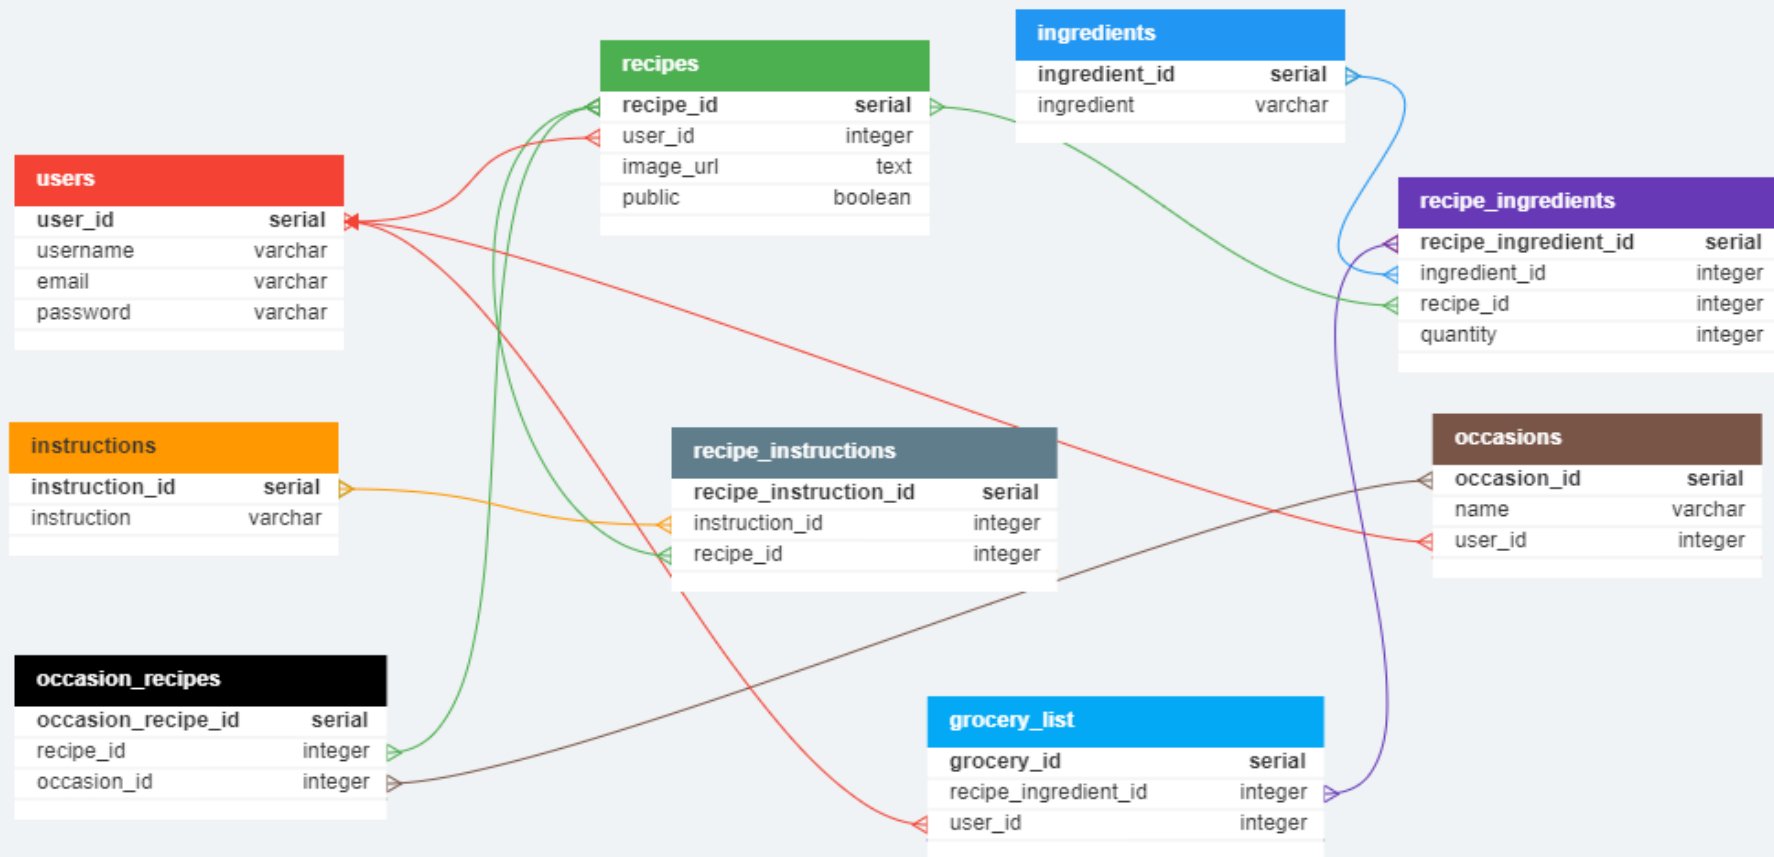 users
user_id serial
username varchar
email varchar
password varchar
recipes
recipe_id serial
user_id integer
image_url text
public boolean
ingredients
ingredient_id serial
ingredient varchar
recipe_ingredients
recipe_ingredient_id serial
ingredient_id integer
recipe_id integer
quantity integer
instructions
instruction_id serial
instruction varchar
recipe_instructions
recipe_instruction_id serial
instruction_id integer
recipe_id integer
occasions
occasion_id serial
name varchar
user_id integer
occasion_recipes
occasion_recipe_id serial
recipe_id integer
occasion_id integer
grocery_list
grocery_id serial
recipe_ingredient_id integer
user_id integer